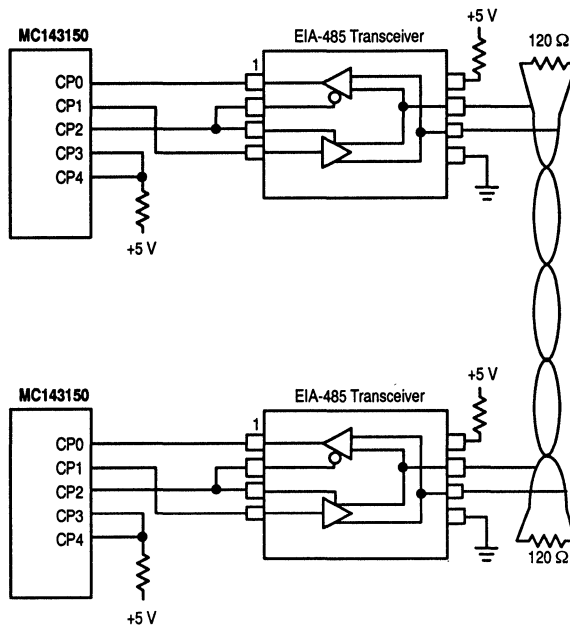 MC143150
EIA-485 Transceiver
+5 V
120 Ω
1
CP0
CP1
CP2
CP3
CP4
+5 V
MC143150
EIA-485 Transceiver
+5 V
1
CP0
CP1
CP2
CP3
CP4
120 Ω
+5 V